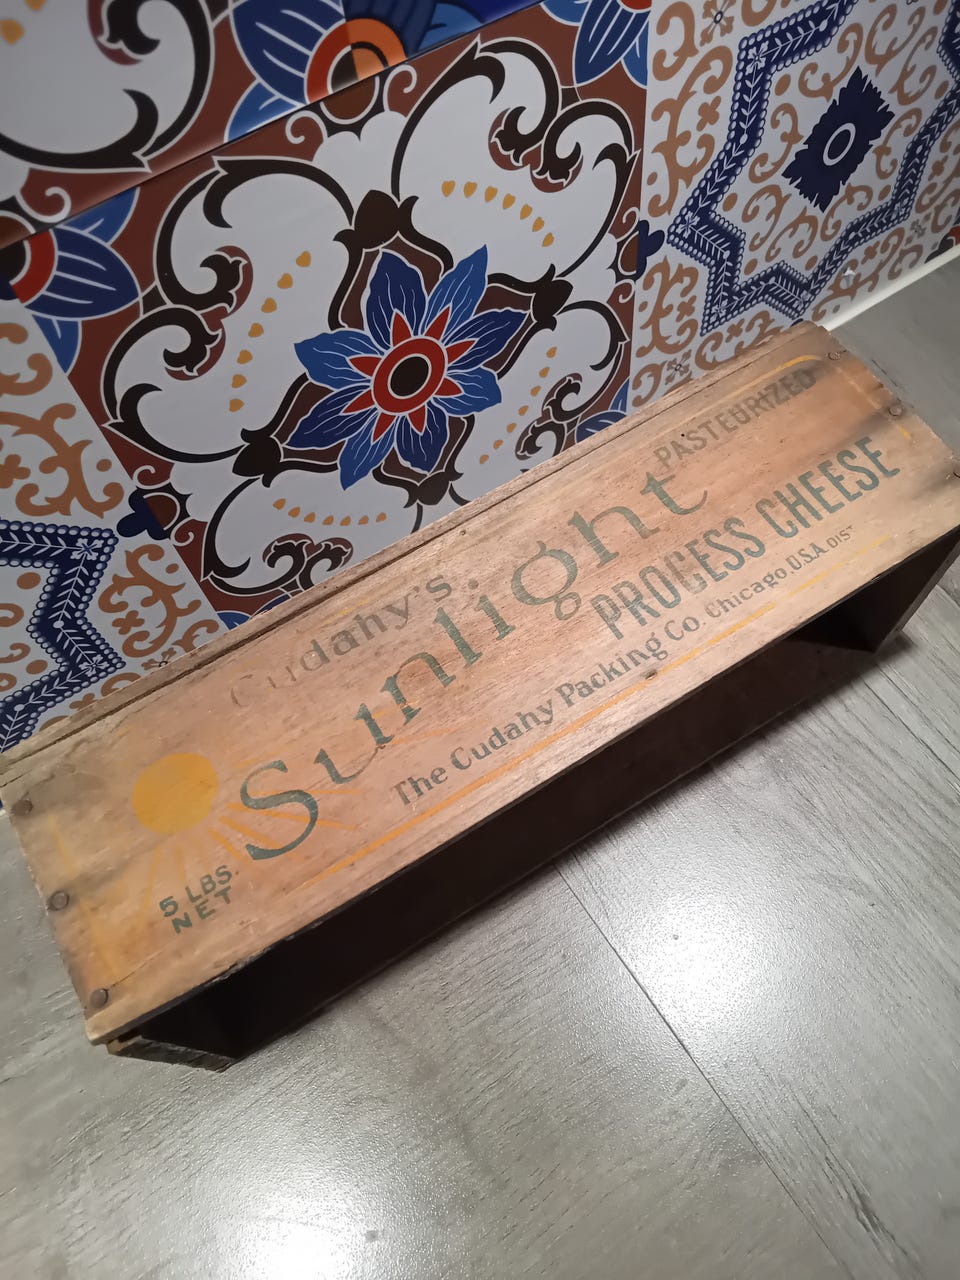 Cudahy's
Sunlight
PASTEURIZED
PROCESS CHEESE
The Cudahy Packing Co. Chicago, U.S.A. DIST
5 LBS.
NET